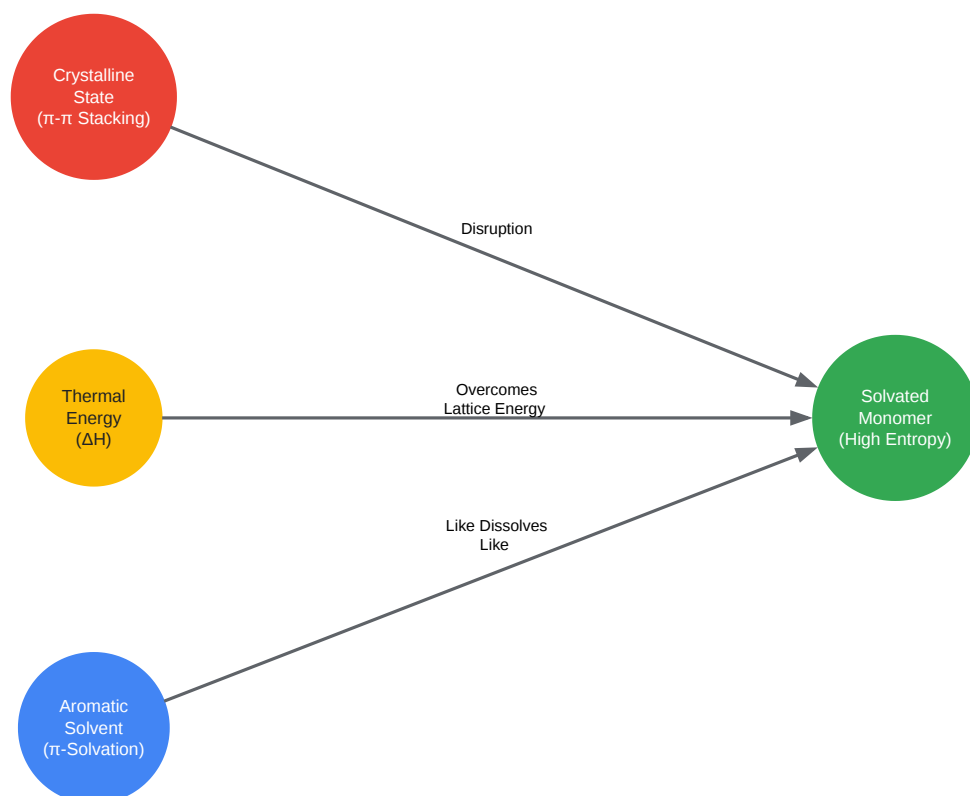 Crystalline
State
(π-π Stacking)
Disruption
Thermal
Energy
(ΔH)
Overcomes
Lattice Energy
Solvated
Monomer
(High Entropy)
Like Dissolves
Like
Aromatic
Solvent
(π-Solvation)